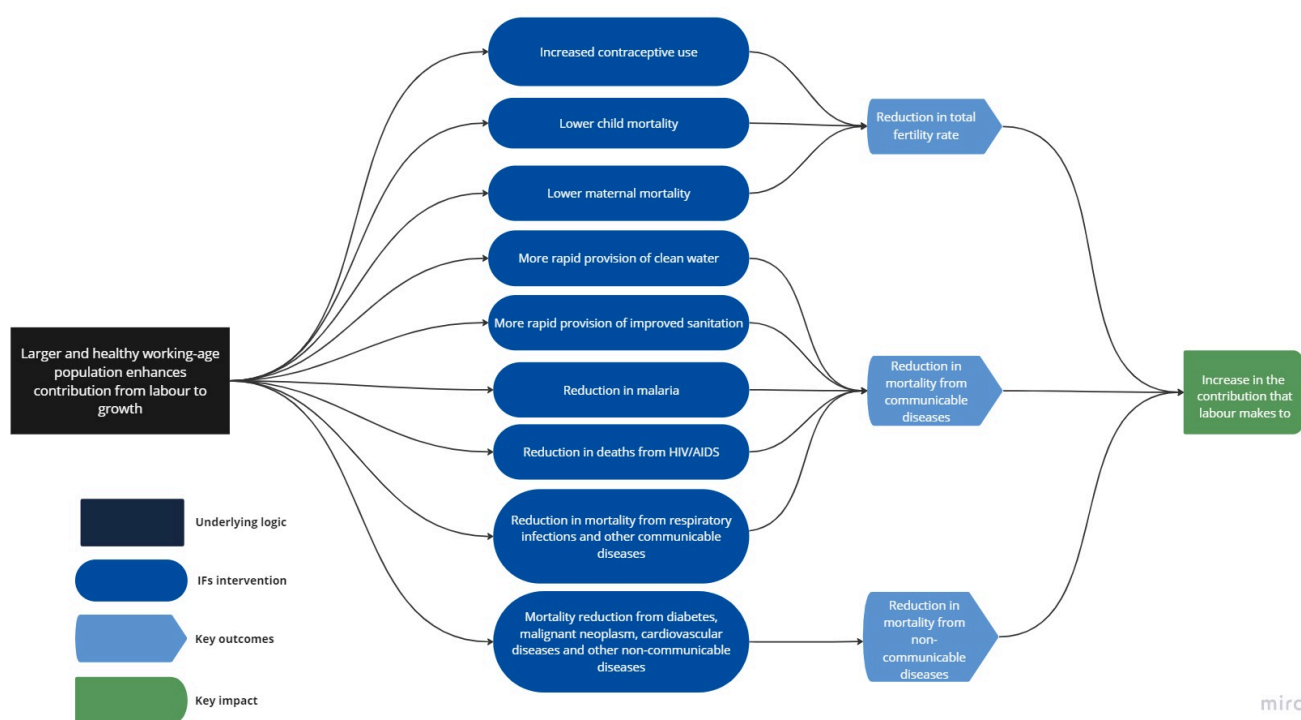 Increased contraceptive use
Lower child mortality
Lower maternal mortality
More rapid provision of clean water
More rapid provision of improved sanitation
Reduction in malaria
Reduction in deaths from HIV/AIDS
Reduction in mortality from respiratory
infections and other communicable
diseases
Mortality reduction from diabetes,
malignant neoplasm, cardiovascular
diseases and other non-communicable
diseases
Reduction in total
fertility rate
Reduction in
mortality from
communicable
diseases
Reduction in
mortality from
non-
communicable
diseases
Larger and healthy working-age
population enhances
contribution from labour to
growth
Increase in the
contribution that
labour makes to
Underlying logic
IFs intervention
Key outcomes
Key impact